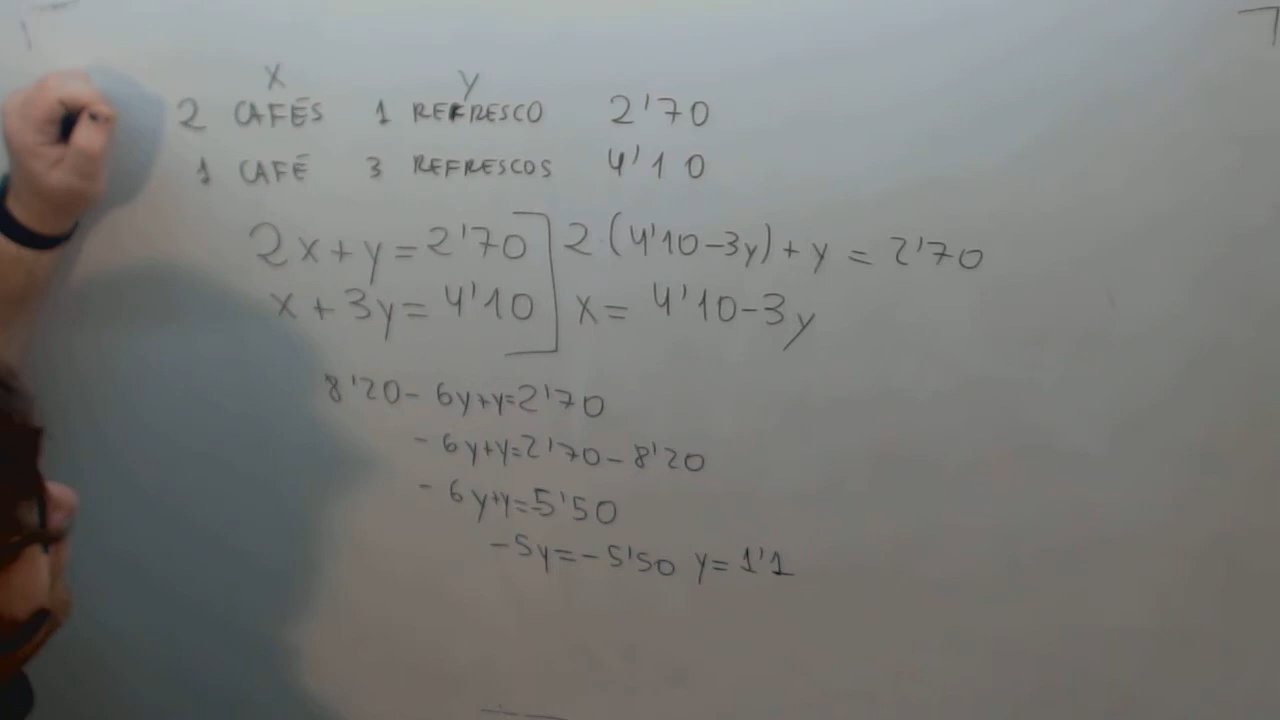 x y
2 CAFÉS 1 REFRESCO 2'70
1 CAFÉ 3 REFRESCOS 4'10
2x+y=2'70 2·(4'10-3y)+y=2'70
x+3y=4'10 x=4'10-3y
8'20-6y+y=2'70
-6y+y=2'70-8'20
-6y+y=-5'50
-5y=-5'50 y=1'1